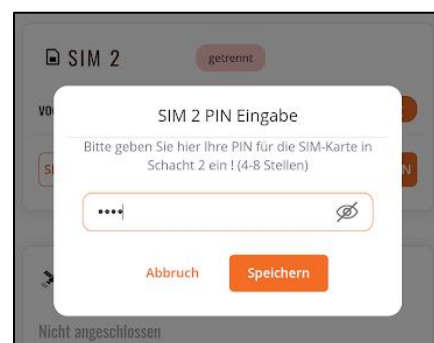 SIM 2
getrennt
SIM 2 PIN Eingabe
Bitte geben Sie hier Ihre PIN für die SIM-Karte in
Schacht 2 ein ! (4-8 Stellen)
••••
Abbruch
Speichern
Nicht angeschlossen